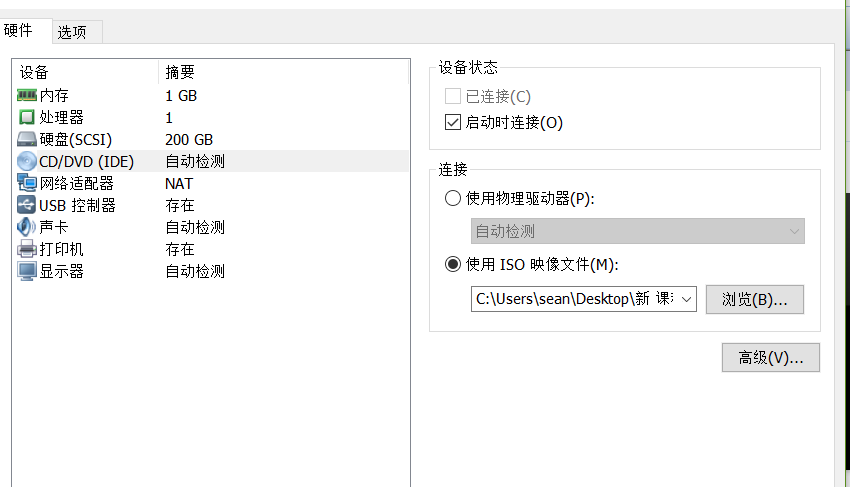 硬件 选项
设备 摘要
内存 1 GB
处理器 1
硬盘(SCSI) 200 GB
CD/DVD (IDE) 自动检测
网络适配器 NAT
USB 控制器 存在
声卡 自动检测
打印机 存在
显示器 自动检测
设备状态
已连接(C)
启动时连接(O)
连接
使用物理驱动器(P):
自动检测
使用 ISO 映像文件(M):
C:\Users\sean\Desktop\新 课 浏览(B)...
高级(V)...